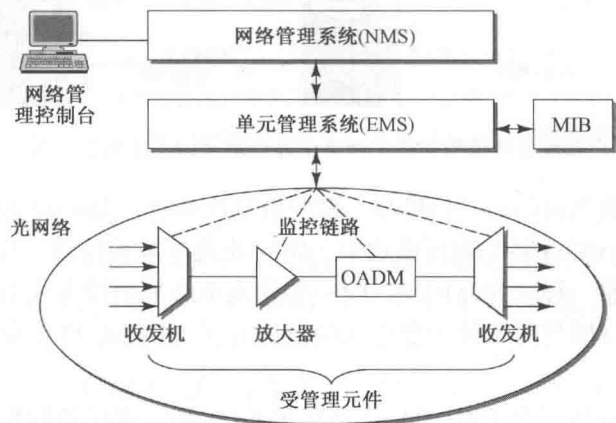 网络管理系统(NMS)
网络管
理控制台
单元管理系统(EMS)
MIB
光网络
监控链路
OADM
收发机
放大器
收发机
受管理元件